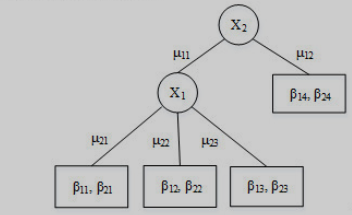 X₂
μ₁₁ μ₁₂
X₁
β₁₄, β₂₄
μ₂₁ μ₂₂ μ₂₃
β₁₁, β₂₁ β₁₂, β₂₂ β₁₃, β₂₃